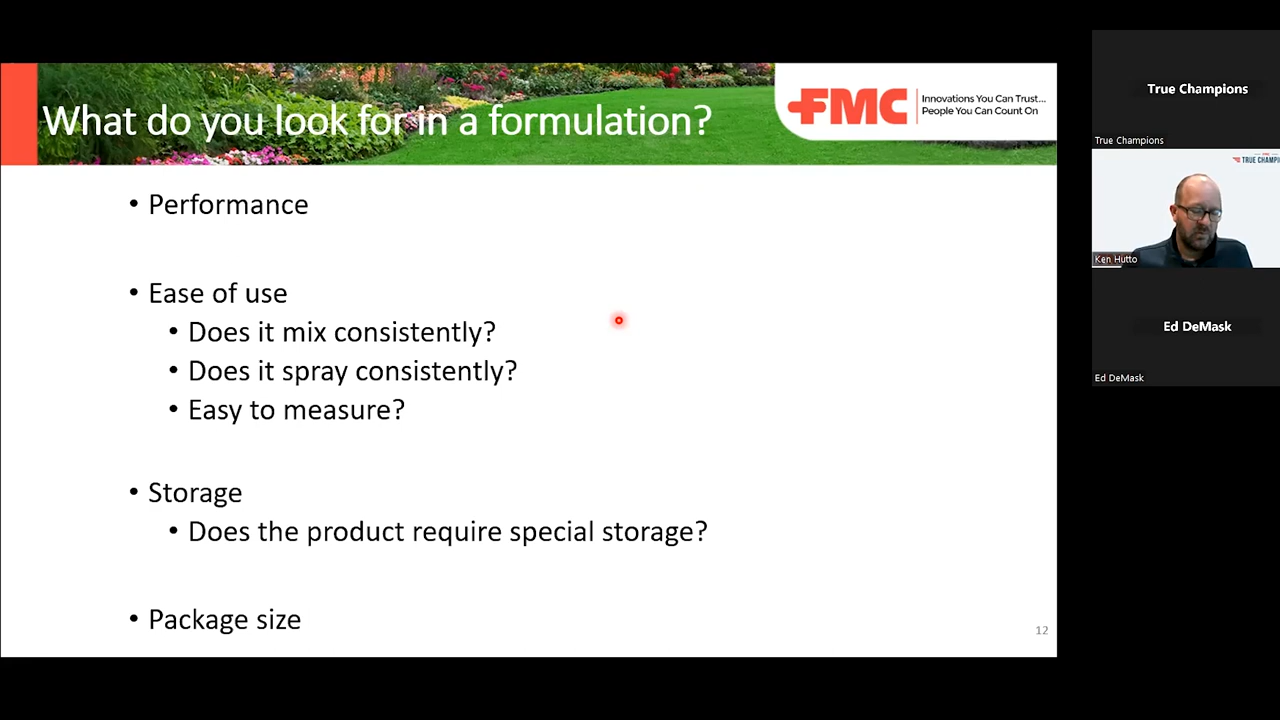 What do you look for in a formulation?
FMC
Innovations You Can Trust...
People You Can Count On
• Performance
• Ease of use
• Does it mix consistently?
• Does it spray consistently?
• Easy to measure?
• Storage
• Does the product require special storage?
• Package size
12
True Champions
True Champions
TRUE CHAMPI
Ken Hutto
Ed DeMask
Ed DeMask